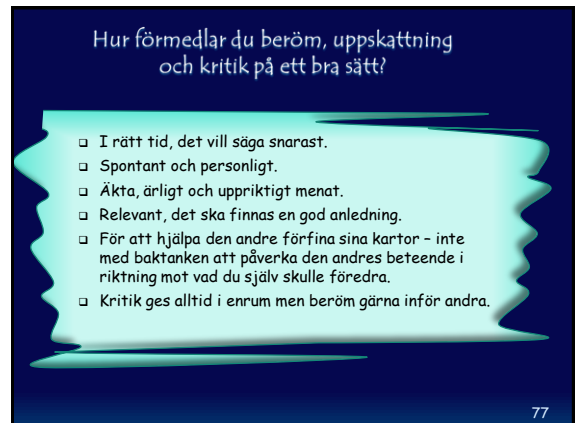 Hur förmedlar du beröm, uppskattning
och kritik på ett bra sätt?
❑ I rätt tid, det vill säga snarast.
❑ Spontant och personligt.
❑ Äkta, ärligt och uppriktigt menat.
❑ Relevant, det ska finnas en god anledning.
❑ För att hjälpa den andre förfina sina kartor – inte
med baktanken att påverka den andres beteende i
riktning mot vad du själv skulle föredra.
❑ Kritik ges alltid i enrum men beröm gärna inför andra.
77